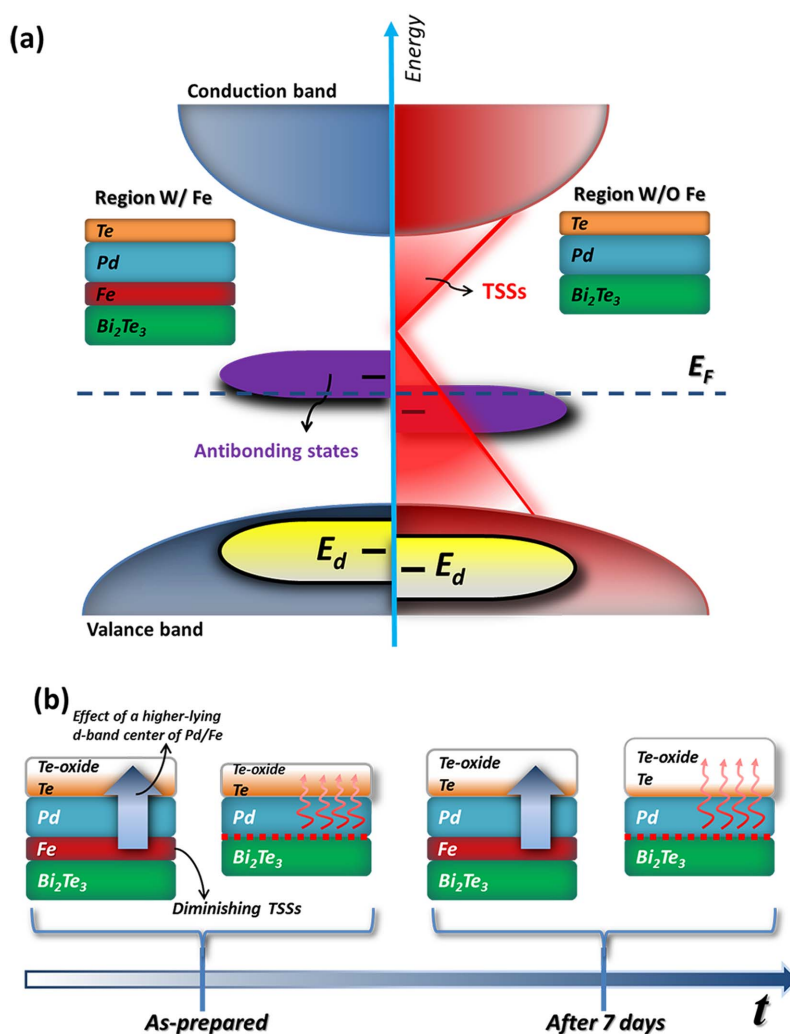 (a)
Energy
Conduction band
Region W/ Fe
Te
Pd
Fe
Bi2Te3
Region W/O Fe
Te
Pd
Bi2Te3
TSSs
EF
Antibonding states
Ed
Ed
Valance band
(b)
Effect of a higher-lying
d-band center of Pd/Fe
Te-oxide
Te
Pd
Fe
Bi2Te3
Te-oxide
Te
Pd
Bi2Te3
Te-oxide
Te
Pd
Fe
Bi2Te3
Te-oxide
Te
Pd
Bi2Te3
Diminishing TSSs
As-prepared
After 7 days
t